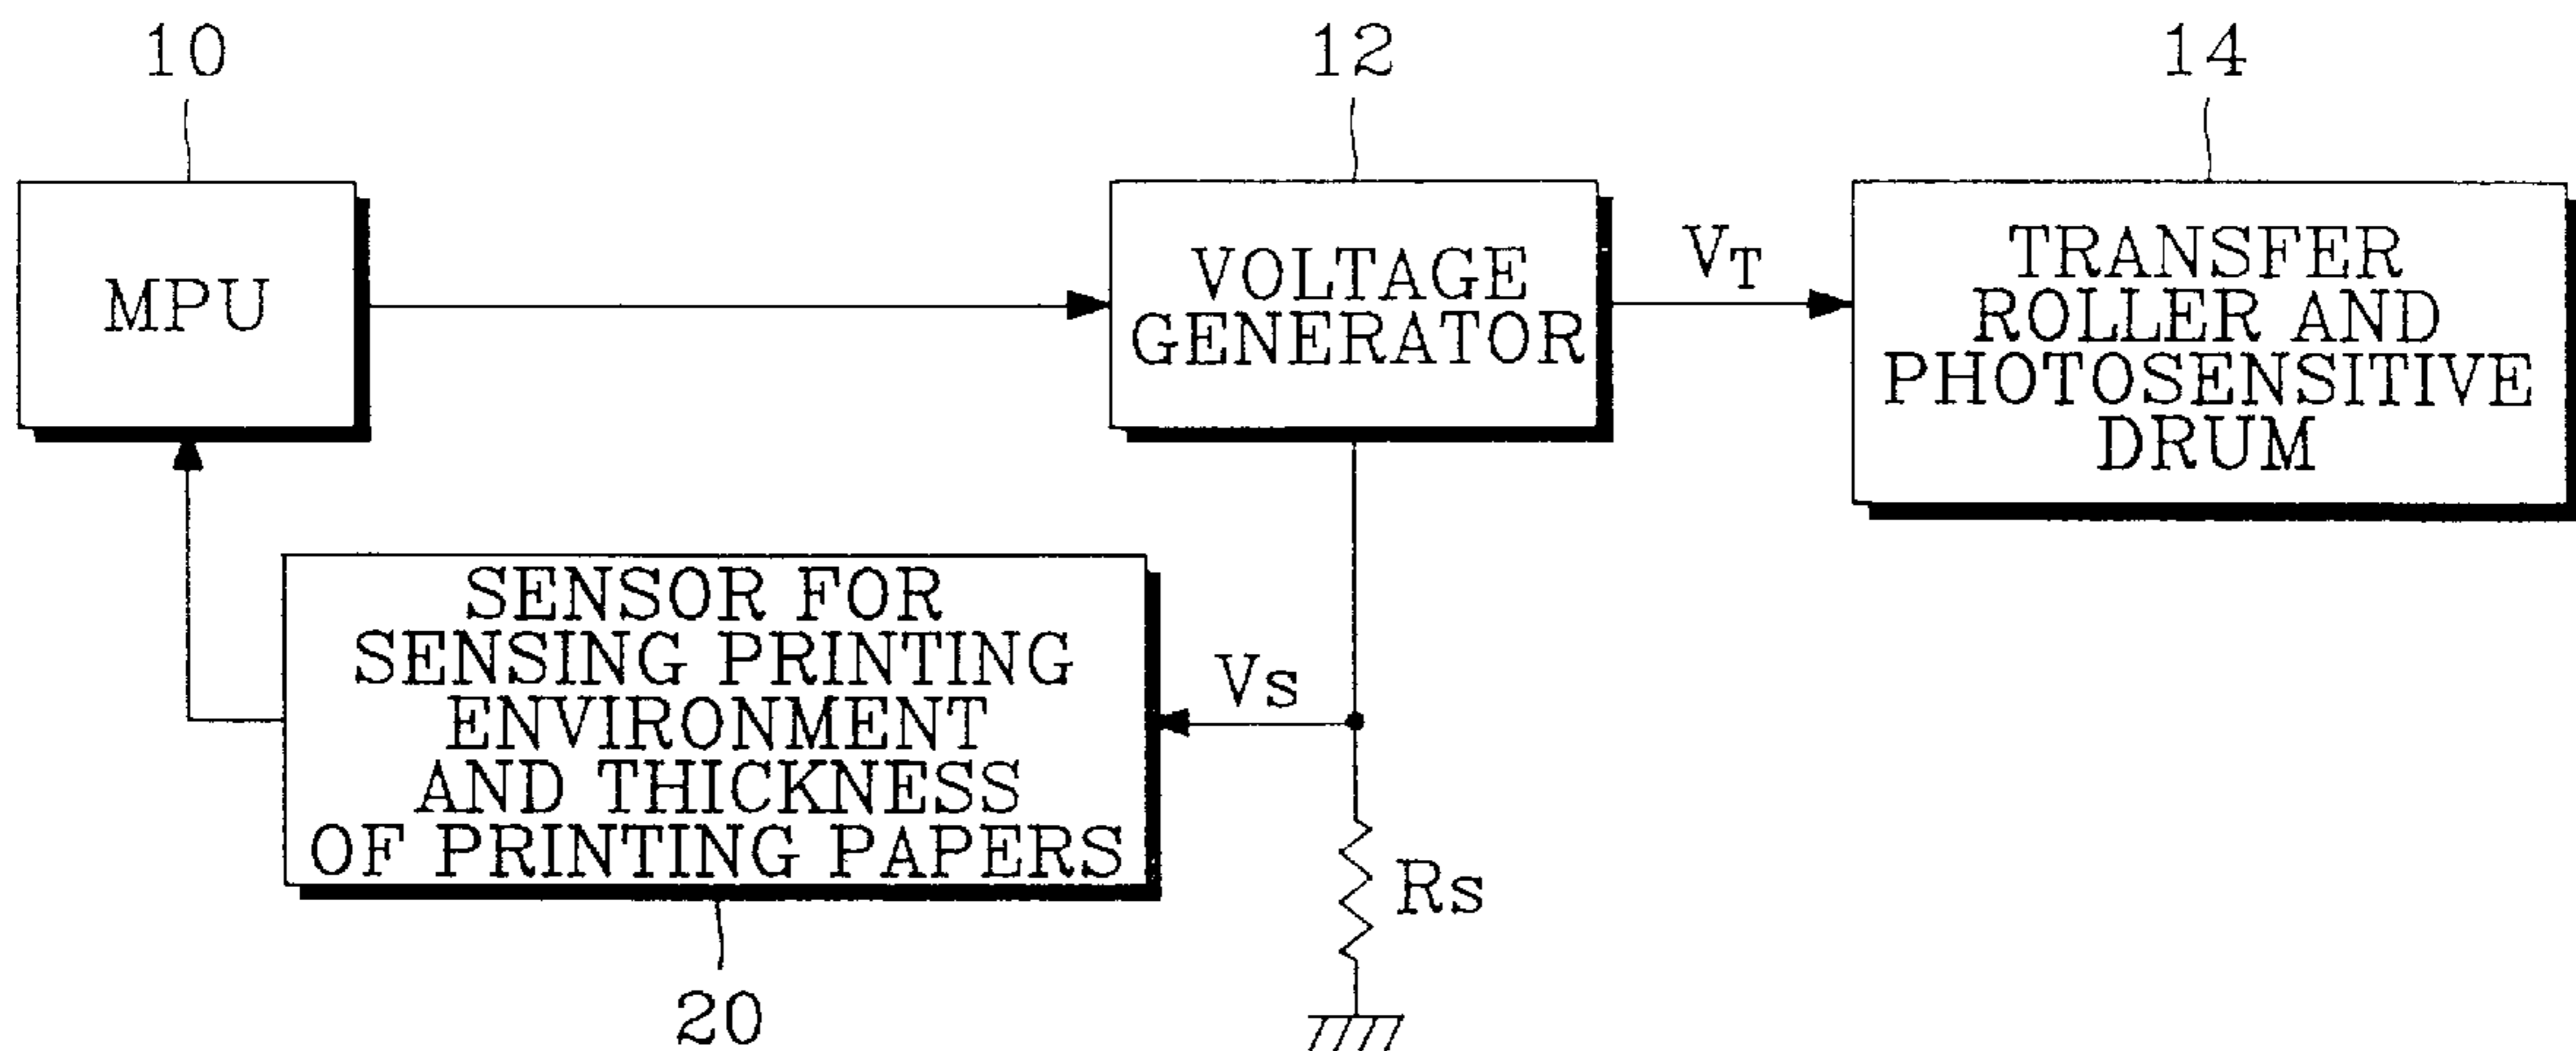 10
12
14
MPU
VOLTAGE
GENERATOR
VT
TRANSFER
ROLLER AND
PHOTOSENSITIVE
DRUM
SENSOR FOR
SENSING PRINTING
ENVIRONMENT
AND THICKNESS
OF PRINTING PAPERS
Vs
Rs
20